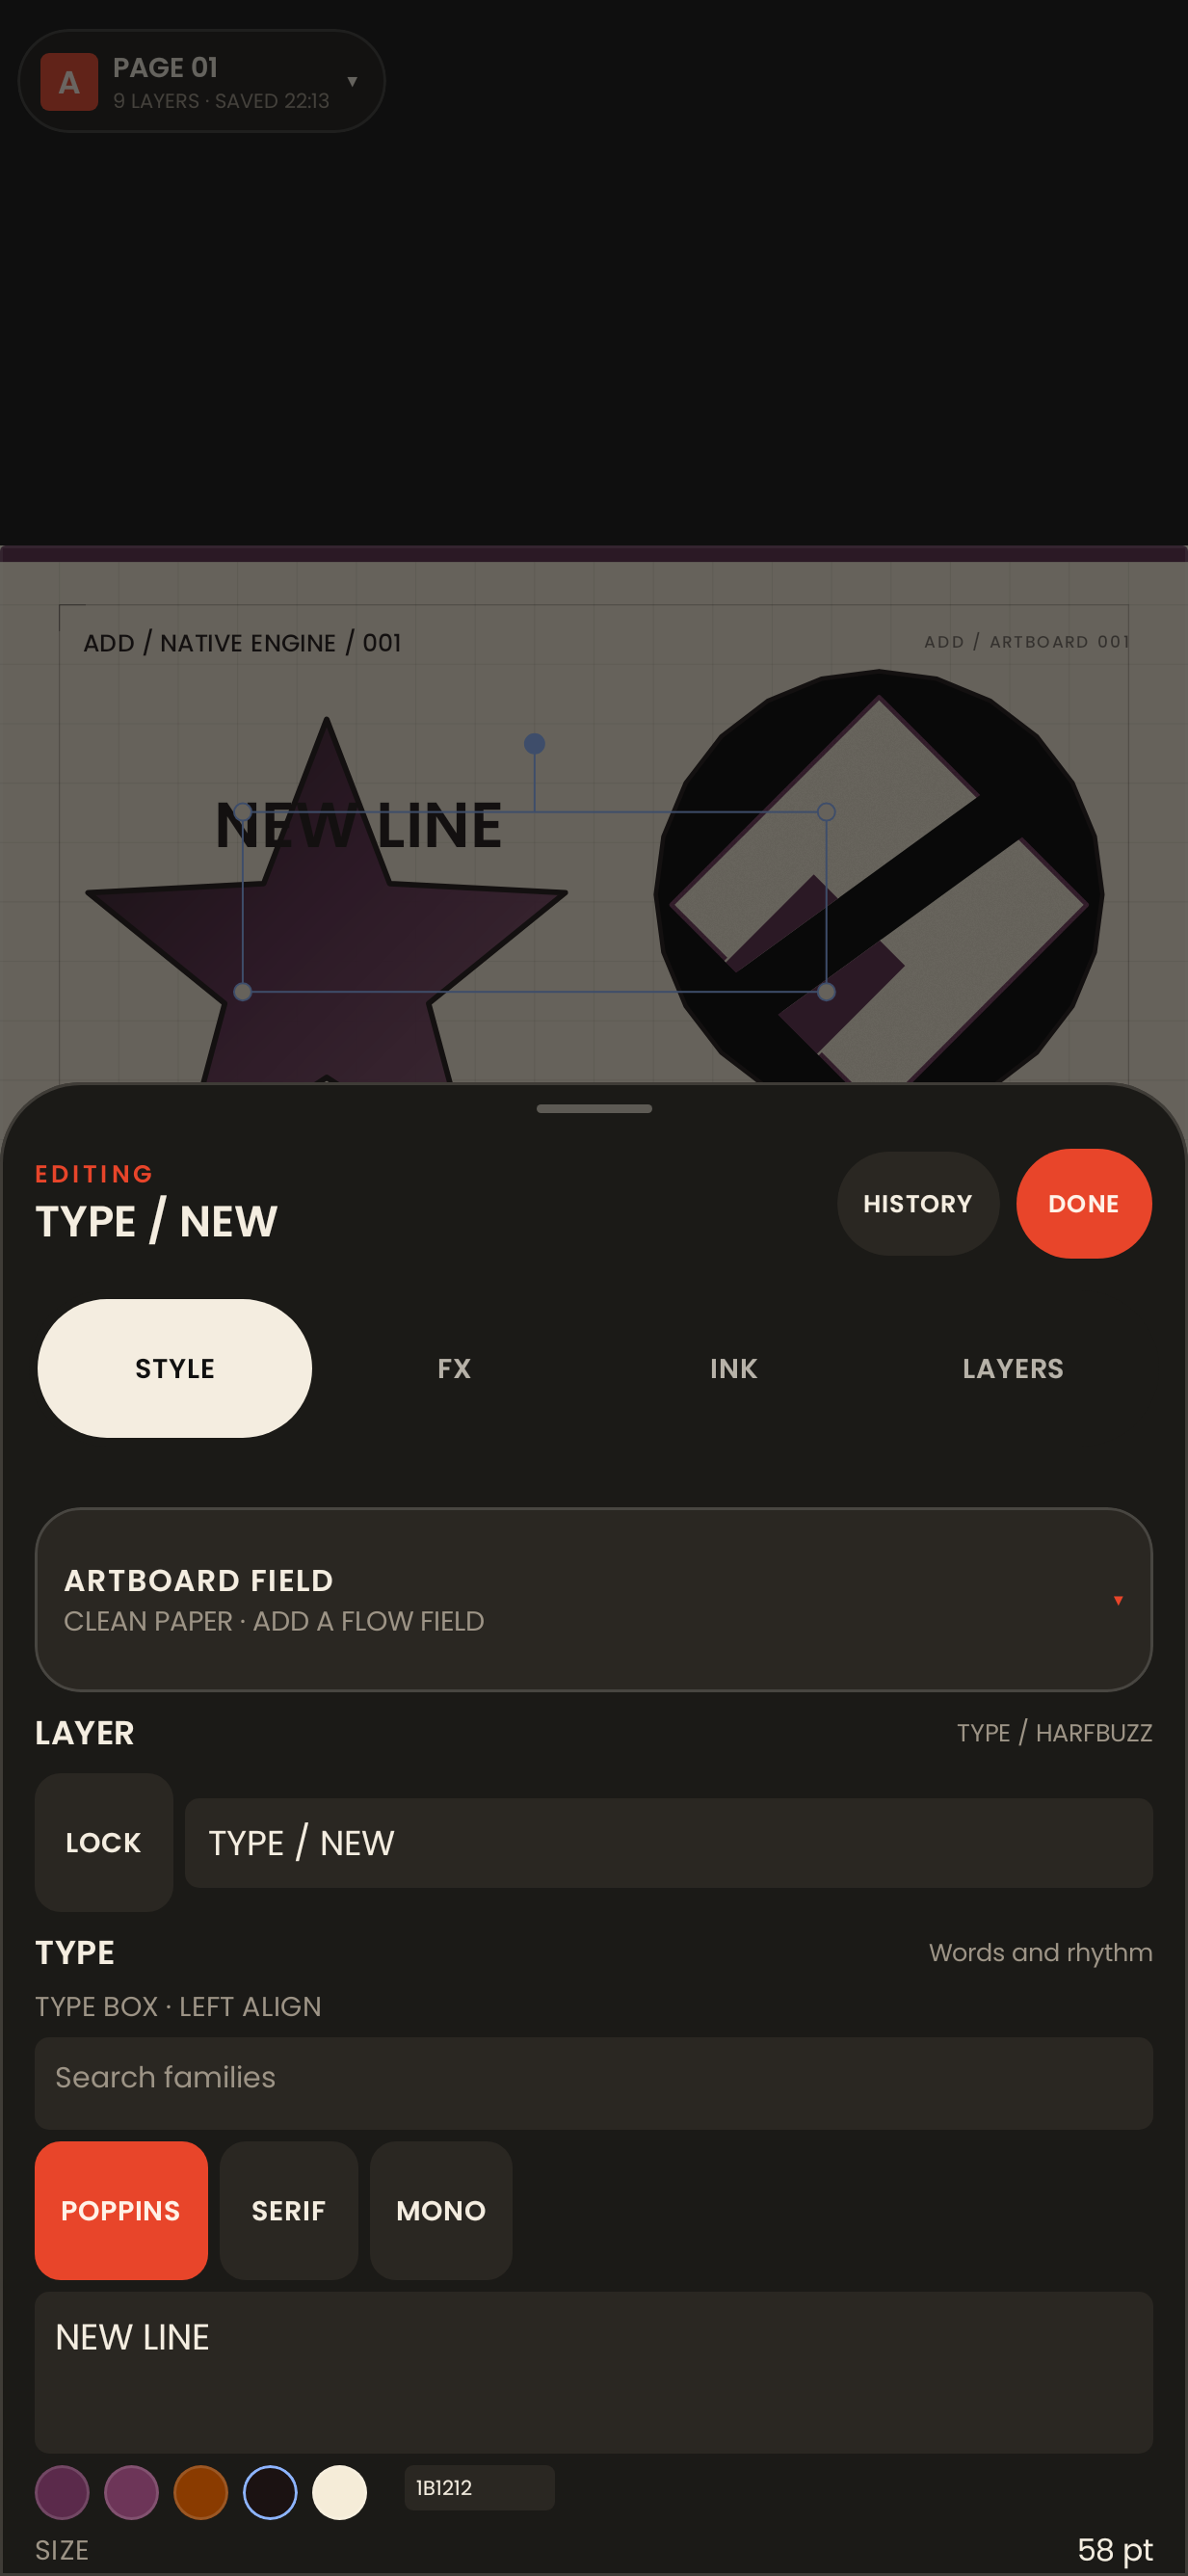 A
PAGE 01
▼
9 LAYERS · SAVED 22:13
ADD / NATIVE ENGINE / 001
ADD / ARTBOARD 001
NEW LINE
EDITING
TYPE / NEW
HISTORY
DONE
STYLE
FX
INK
LAYERS
ARTBOARD FIELD
CLEAN PAPER · ADD A FLOW FIELD
▼
LAYER
TYPE / HARFBUZZ
LOCK
TYPE / NEW
TYPE
Words and rhythm
TYPE BOX · LEFT ALIGN
Search families
POPPINS
SERIF
MONO
NEW LINE
1B1212
SIZE
58 pt